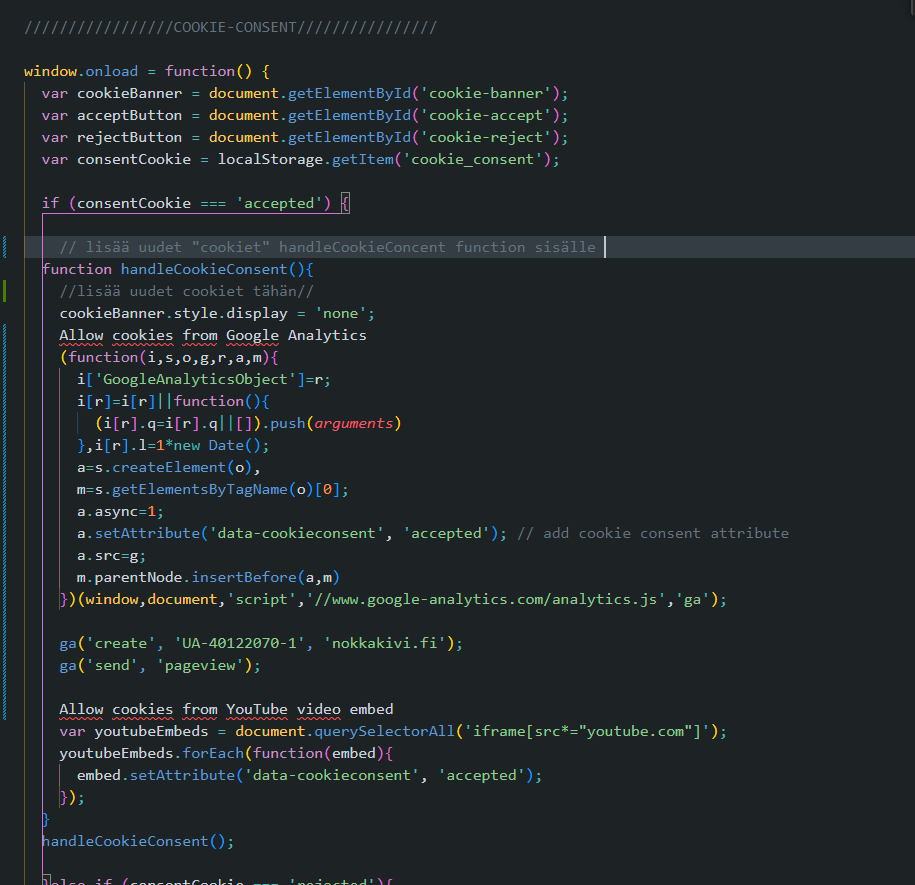 /////////////////COOKIE-CONSENT////////////////
window.onload = function() {
var cookieBanner = document.getElementById('cookie-banner');
var acceptButton = document.getElementById('cookie-accept');
var rejectButton = document.getElementById('cookie-reject');
var consentCookie = localStorage.getItem('cookie_consent');
if (consentCookie === 'accepted') {
// lisää uudet "cookiet" handleCookieConcent function sisälle
function handleCookieConsent(){
//lisää uudet cookiet tähän//
cookieBanner.style.display = 'none';
Allow cookies from Google Analytics
(function(i,s,o,g,r,a,m){
i['GoogleAnalyticsObject']=r;
i[r]=i[r]||function(){
(i[r].q=i[r].q||[]).push(arguments)
},i[r].l=1*new Date();
a=s.createElement(o),
m=s.getElementsByTagName(o)[0];
a.async=1;
a.setAttribute('data-cookieconsent', 'accepted'); // add cookie consent attribute
a.src=g;
m.parentNode.insertBefore(a,m)
})(window,document,'script','//www.google-analytics.com/analytics.js','ga');
ga('create', 'UA-40122070-1', 'nokkakivi.fi');
ga('send', 'pageview');
Allow cookies from YouTube video embed
var youtubeEmbeds = document.querySelectorAll('iframe[src*="youtube.com"]');
youtubeEmbeds.forEach(function(embed){
embed.setAttribute('data-cookieconsent', 'accepted');
});
}
handleCookieConsent();
}else if (consentCookie === 'rejected'){